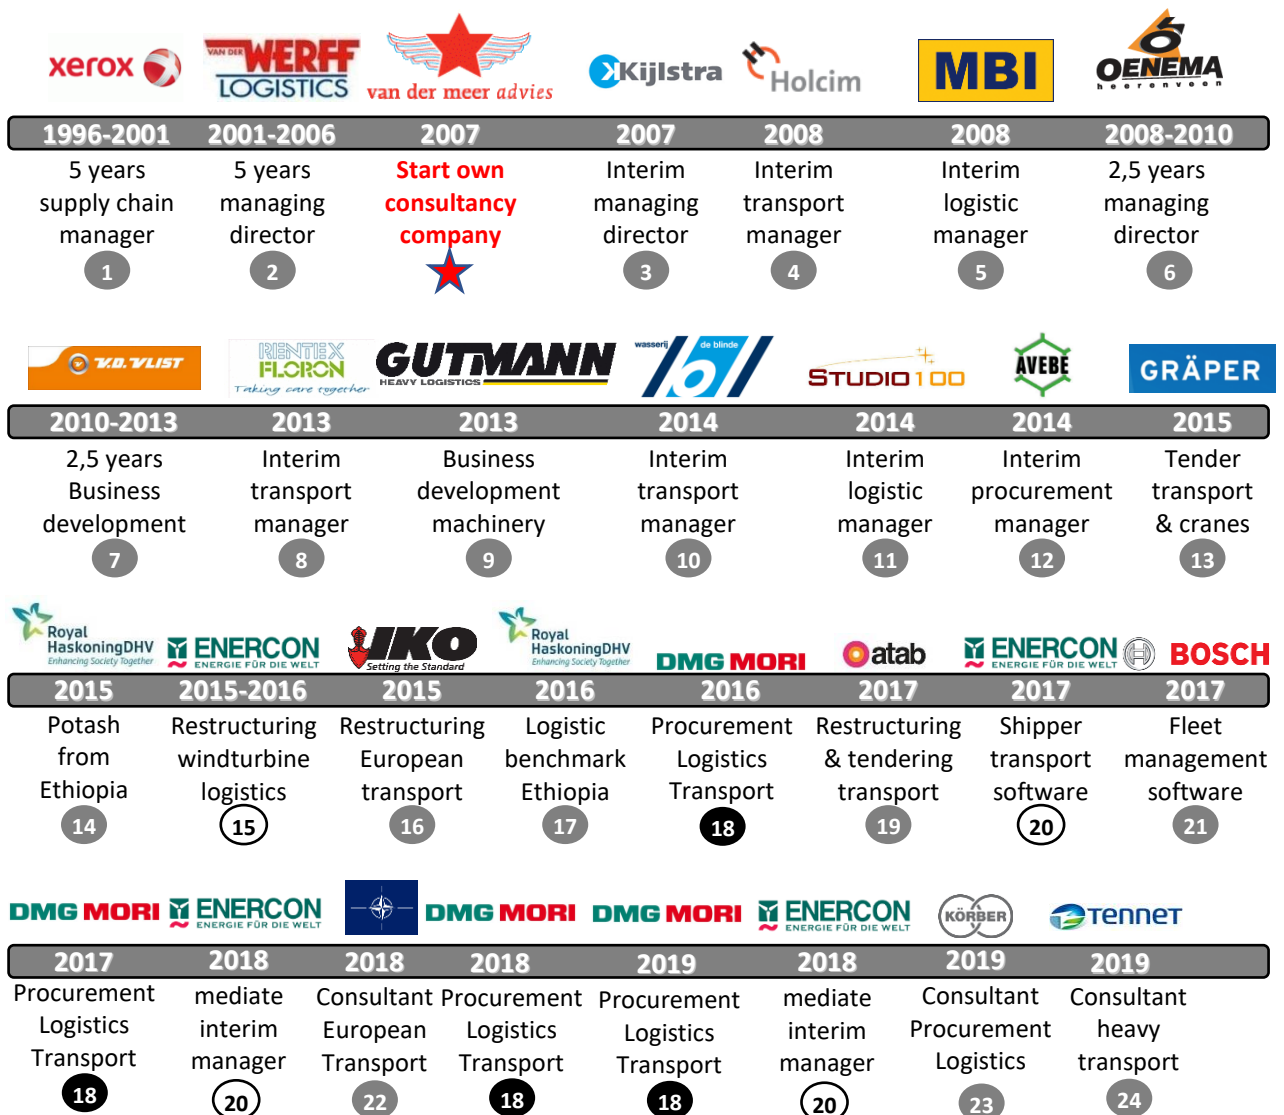 xerox
VAN DER WERFF
LOGISTICS
van der meer advies
Kijlstra
Holcim
MBI
OENEMA
heerenveen
1996-2001 2001-2006 2007 2007 2008 2008 2008-2010
5 years
supply chain
manager
1
5 years
managing
director
2
Start own
consultancy
company
Interim
managing
director
3
Interim
transport
manager
4
Interim
logistic
manager
5
2,5 years
managing
director
6
V.D. VLIST
RENTEX
FLORON
Taking care together
GUTMANN
HEAVY LOGISTICS
wasserij de blinde
b
STUDIO 100
AVEBE
GRÄPER
2010-2013 2013 2013 2014 2014 2014 2015
2,5 years
Business
development
7
Interim
transport
manager
8
Business
development
machinery
9
Interim
transport
manager
10
Interim
logistic
manager
11
Interim
procurement
manager
12
Tender
transport
& cranes
13
Royal
HaskoningDHV
Enhancing Society Together
ENERCON
ENERGIE FÜR DIE WELT
IKO
Setting the Standard
Royal
HaskoningDHV
Enhancing Society Together
DMG MORI
atab
ENERCON
ENERGIE FÜR DIE WELT
BOSCH
2015 2015-2016 2015 2016 2016 2017 2017 2017
Potash
from
Ethiopia
14
Restructuring
windturbine
logistics
15
Restructuring
European
transport
16
Logistic
benchmark
Ethiopia
17
Procurement
Logistics
Transport
18
Restructuring
& tendering
transport
19
Shipper
transport
software
20
Fleet
management
software
21
DMG MORI
ENERCON
ENERGIE FÜR DIE WELT
DMG MORI
DMG MORI
ENERCON
ENERGIE FÜR DIE WELT
KÖRBER
TENNET
2017 2018 2018 2018 2019 2018 2019 2019
Procurement
Logistics
Transport
18
mediate
interim
manager
20
Consultant
European
Transport
22
Procurement
Logistics
Transport
18
Procurement
Logistics
Transport
18
mediate
interim
manager
20
Consultant
Procurement
Logistics
23
Consultant
heavy
transport
24